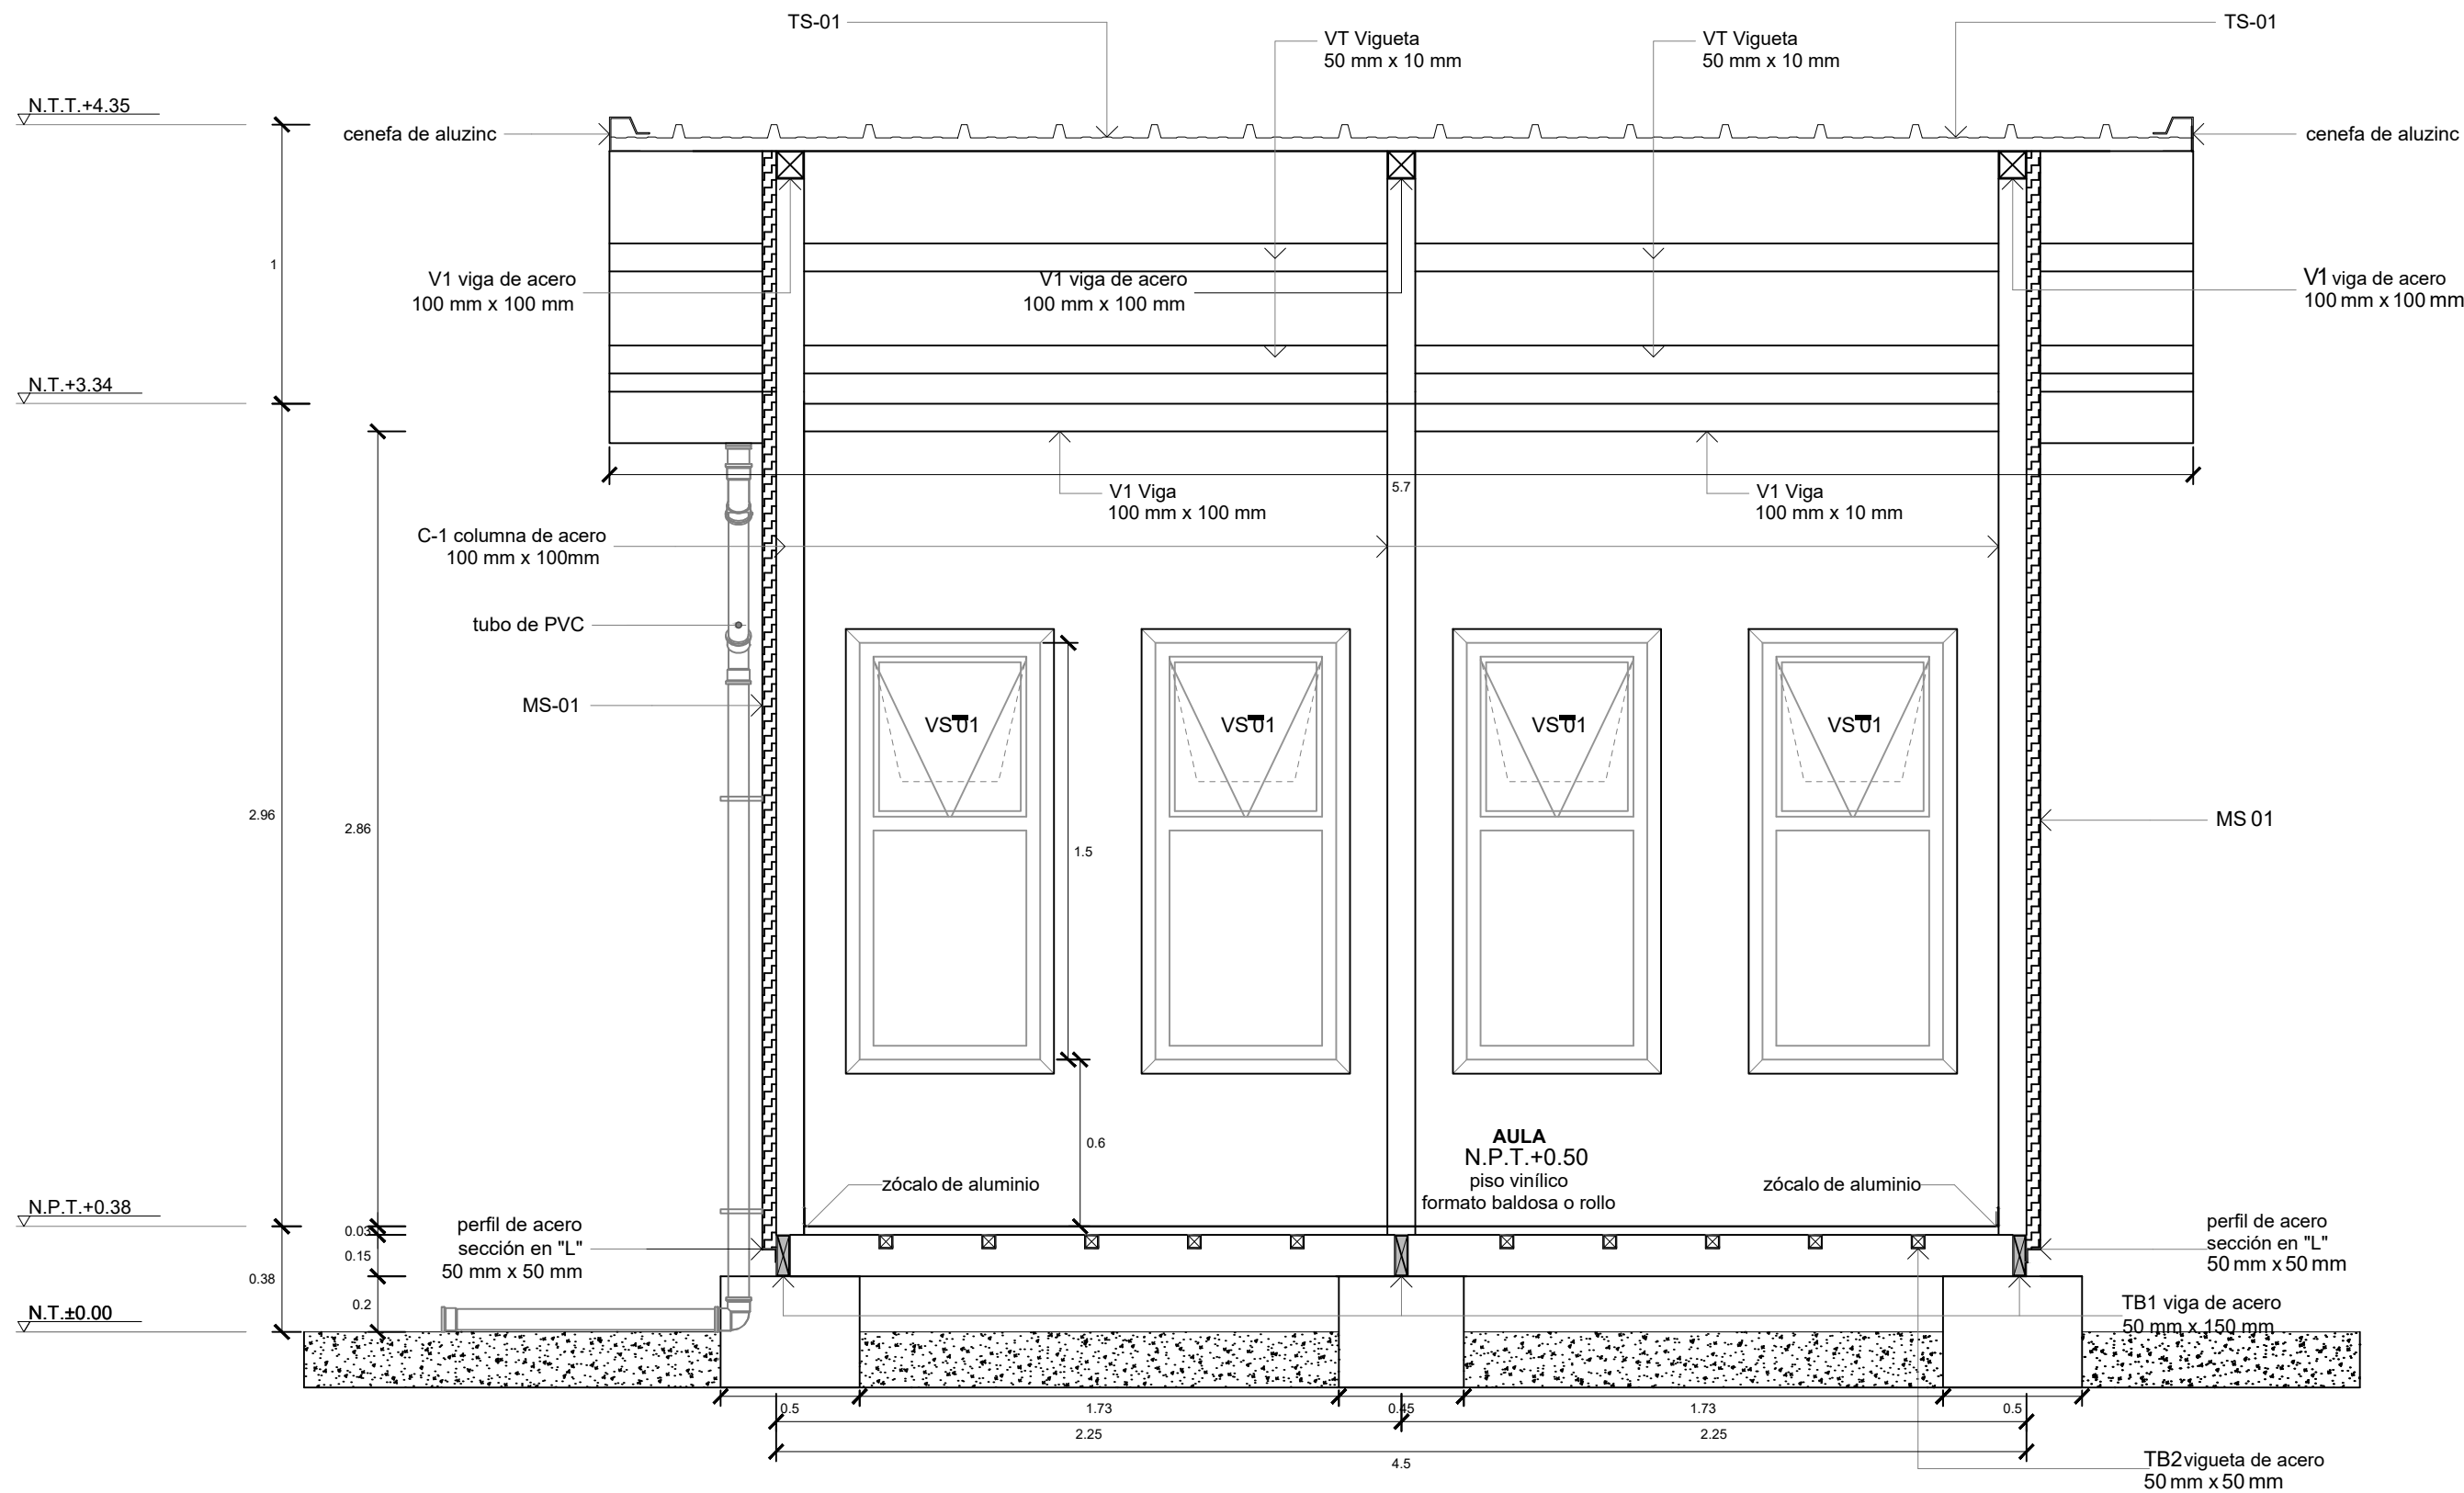 TS-01
TS-01
VT Vigueta
50 mm x 10 mm
VT Vigueta
50 mm x 10 mm
N.T.T.+4.35
cenefa de aluzinc
cenefa de aluzinc
1
V1 viga de acero
100 mm x 100 mm
V1 viga de acero
100 mm x 100 mm
V1 viga de acero
100 mm x 100 mm
N.T.+3.34
5.7
V1 Viga
100 mm x 100 mm
V1 Viga
100 mm x 10 mm
C-1 columna de acero
100 mm x 100mm
tubo de PVC
MS-01
VS 01
VS 01
VS 01
VS 01
2.96
2.86
1.5
MS 01
0.6
AULA
N.P.T.+0.50
piso vinílico
formato baldosa o rollo
zócalo de aluminio
zócalo de aluminio
N.P.T.+0.38
0.03
0.15
0.38
0.2
perfil de acero
sección en "L"
50 mm x 50 mm
perfil de acero
sección en "L"
50 mm x 50 mm
N.T.±0.00
TB1 viga de acero
50 mm x 150 mm
0.5
1.73
0.45
1.73
0.5
2.25
2.25
4.5
TB2 vigueta de acero
50 mm x 50 mm